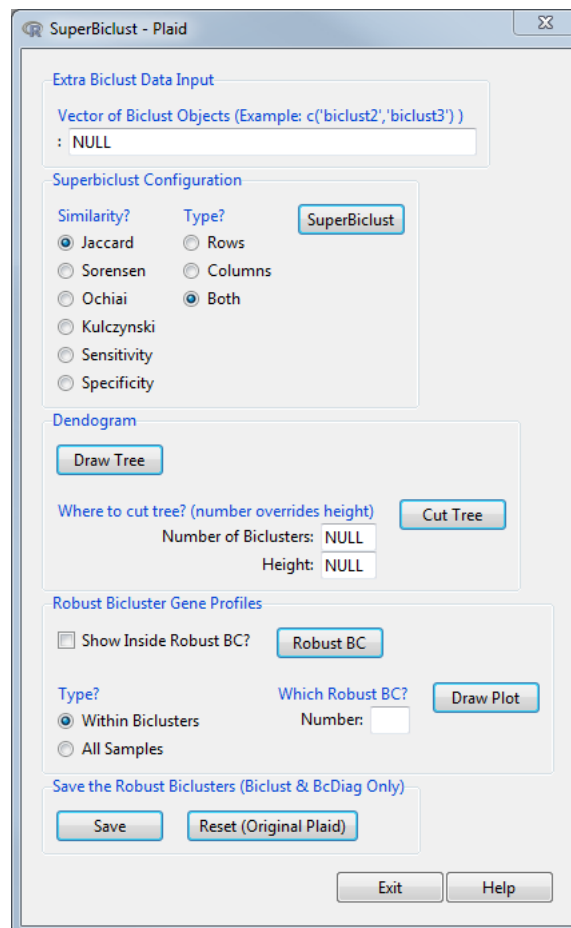 SuperBiclust - Plaid
Extra Biclust Data Input
Vector of Biclust Objects (Example: c('biclust2','biclust3') )
: NULL
Superbiclust Configuration
Similarity? Type? SuperBiclust
Jaccard Rows
Sorensen Columns
Ochiai Both
Kulczynski
Sensitivity
Specificity
Dendogram
Draw Tree
Where to cut tree? (number overrides height) Cut Tree
Number of Biclusters: NULL
Height: NULL
Robust Bicluster Gene Profiles
Show Inside Robust BC? Robust BC
Type? Which Robust BC? Draw Plot
Within Biclusters Number:
All Samples
Save the Robust Biclusters (Biclust & BcDiag Only)
Save Reset (Original Plaid)
Exit Help